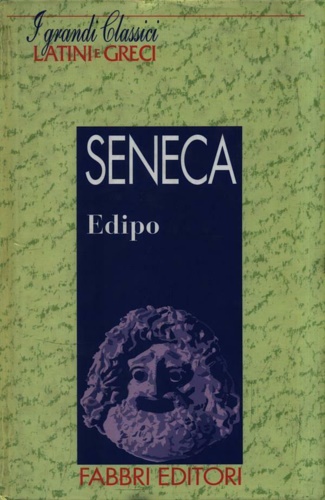 I grandi Classici
LATINI E GRECI
SENECA
Edipo
FABBRI EDITORI